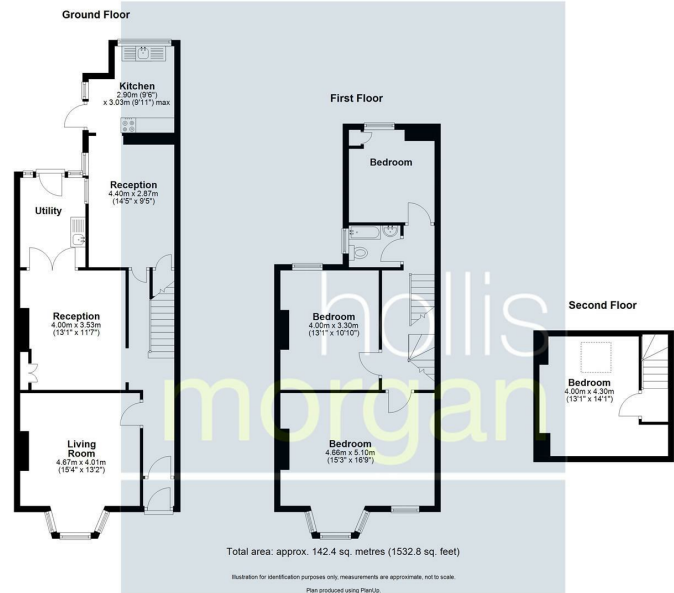 Ground Floor
Kitchen
2.90m (9'6")
x 3.03m (9'11") max
Reception
4.40m x 2.87m
(14'5" x 9'5")
Utility
Reception
4.00m x 3.53m
(13'1" x 11'7")
Living
Room
4.67m x 4.01m
(15'4" x 13'2")
First Floor
Bedroom
Bedroom
4.00m x 3.30m
(13'1" x 10'10")
Bedroom
4.66m x 5.10m
(15'3" x 16'9")
Second Floor
Bedroom
4.00m x 4.30m
(13'1" x 14'1")
hollis
morgan
Total area: approx. 142.4 sq. metres (1532.8 sq. feet)
Illustration for identification purposes only, measurements are approximate, not to scale.
Plan produced using PlanUp.